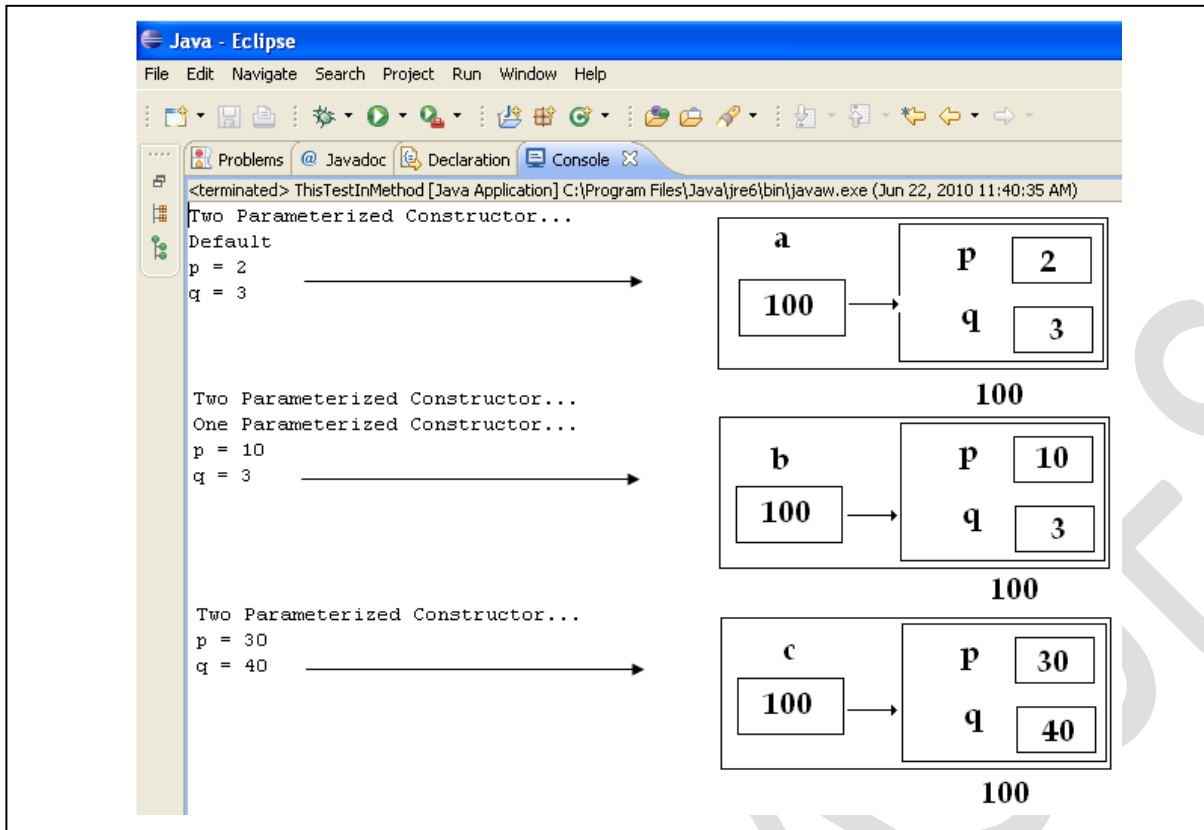 Java - Eclipse
File Edit Navigate Search Project Run Window Help
Problems @ Javadoc Declaration Console
<terminated> ThisTestInMethod [Java Application] C:\Program Files\Java\jre6\bin\javaw.exe (Jun 22, 2010 11:40:35 AM)
Two Parameterized Constructor...
Default
p = 2
q = 3
a
100
p 2
q 3
100
Two Parameterized Constructor...
One Parameterized Constructor...
p = 10
q = 3
b
100
p 10
q 3
100
Two Parameterized Constructor...
p = 30
q = 40
c
100
p 30
q 40
100